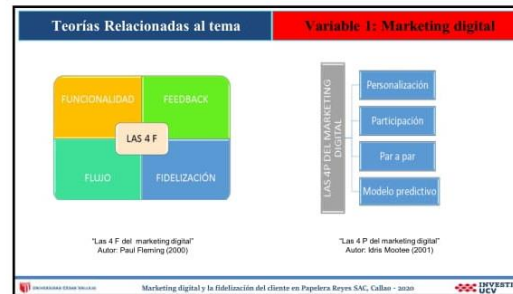 Teorías Relacionadas al tema
Variable 1: Marketing digital
FUNCIONALIDAD
FEEDBACK
LAS 4 F
FLUJO
FIDELIZACIÓN
"Las 4 F del marketing digital"
Autor: Paul Fleming (2000)
LAS 4P DEL MARKETING
DIGITAL
Personalización
Participación
Par a par
Modelo predictivo
"Las 4 P del marketing digital"
Autor: Idris Mootee (2001)
UNIVERSIDAD CÉSAR VALLEJO
Marketing digital y la fidelización del cliente en Papelera Reyes SAC, Callao - 2020
INVESTI
UCV